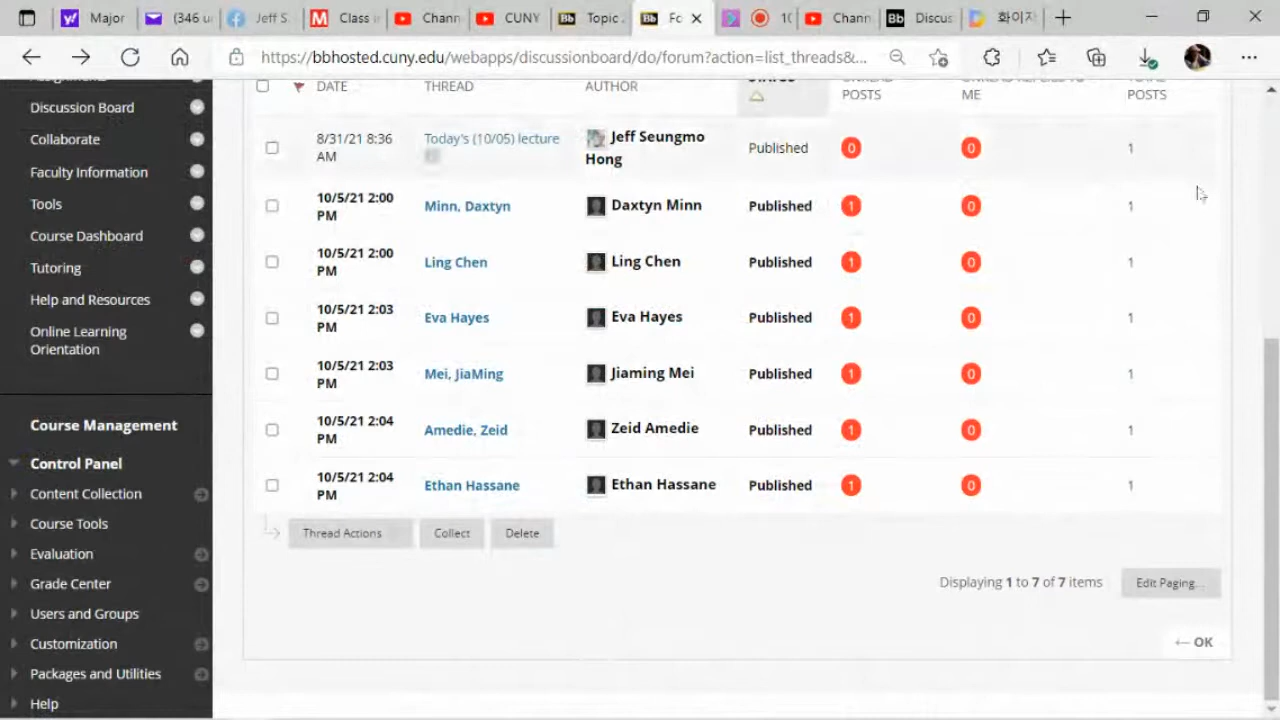 Major
(346 u
Jeff S.
Class i
Chann
CUNY
Topic
Fo
10
Chann
Discus
화이지
https://bbhosted.cuny.edu/webapps/discussionboard/do/forum?action=list_threads&...
Discussion Board
Collaborate
Faculty Information
Tools
Course Dashboard
Tutoring
Help and Resources
Online Learning
Orientation
Course Management
Control Panel
Content Collection
Course Tools
Evaluation
Grade Center
Users and Groups
Customization
Packages and Utilities
Help
DATE THREAD AUTHOR POSTS ME POSTS
8/31/21 8:36 AM Today's (10/05) lecture Jeff Seungmo Hong Published 0 0 1
10/5/21 2:00 PM Minn, Daxtyn Daxtyn Minn Published 1 0 1
10/5/21 2:00 PM Ling Chen Ling Chen Published 1 0 1
10/5/21 2:03 PM Eva Hayes Eva Hayes Published 1 0 1
10/5/21 2:03 PM Mei, JiaMing Jiaming Mei Published 1 0 1
10/5/21 2:04 PM Amedie, Zeid Zeid Amedie Published 1 0 1
10/5/21 2:04 PM Ethan Hassane Ethan Hassane Published 1 0 1
Thread Actions Collect Delete
Displaying 1 to 7 of 7 items Edit Paging...
← OK